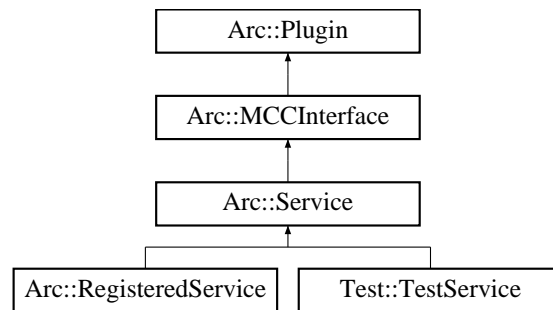 Arc::Plugin
Arc::MCCInterface
Arc::Service
Arc::RegisteredService
Test::TestService